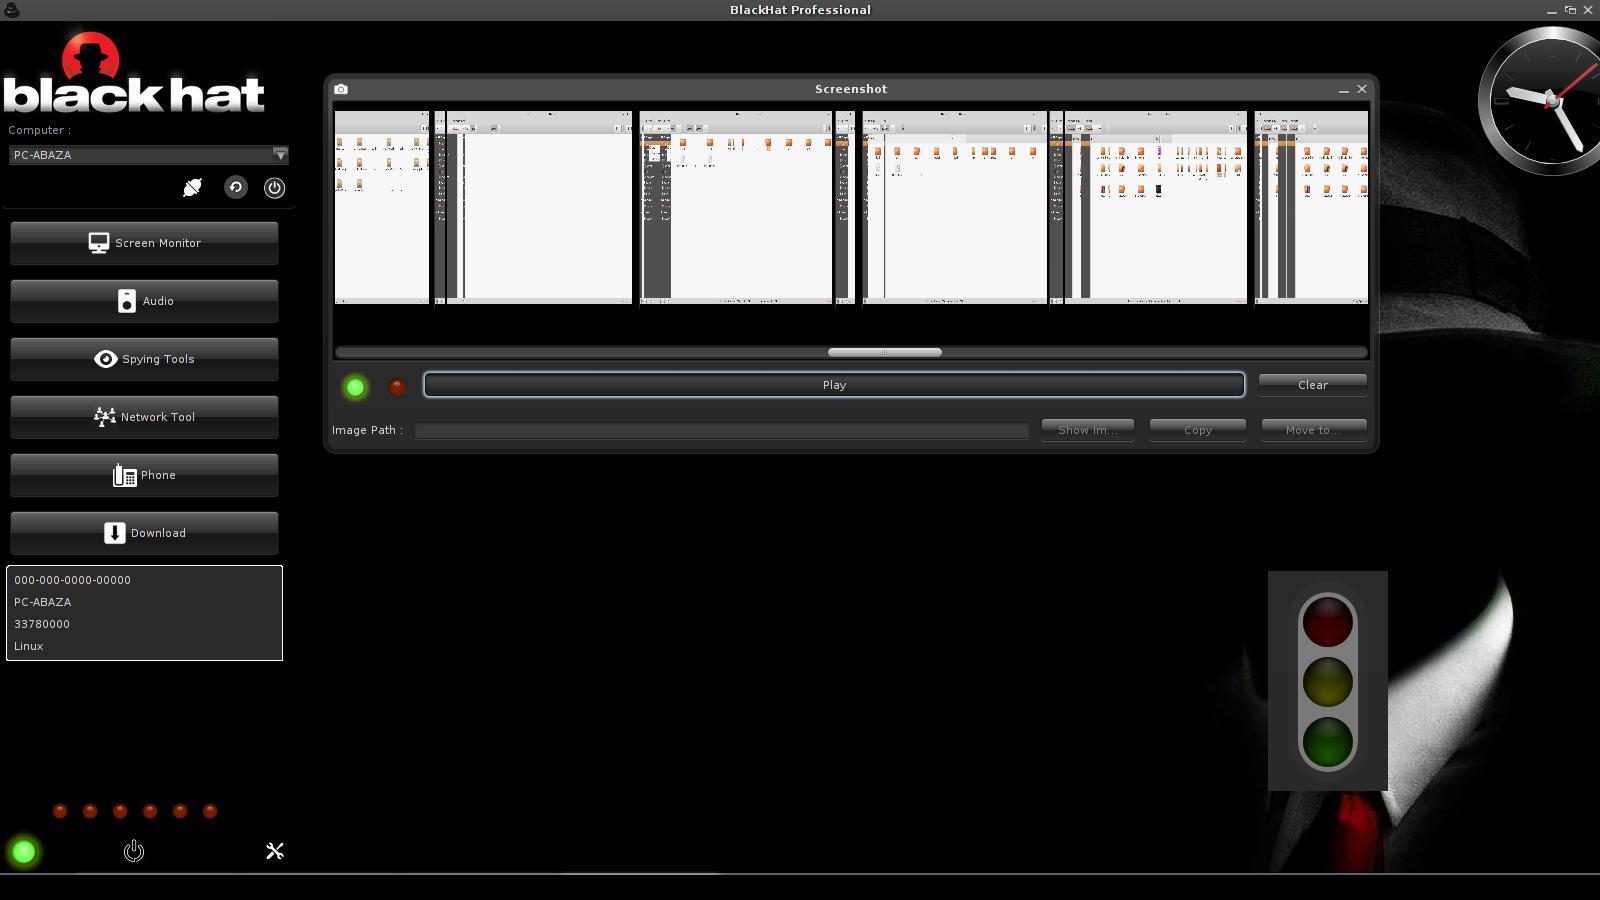 BlackHat Professional
black hat
Computer :
PC-ABAZA
Screen Monitor
Audio
Spying Tools
Network Tool
Phone
Download
000-000-0000-00000
PC-ABAZA
33780000
Linux
Screenshot
Play
Clear
Image Path :
Show Im...
Copy
Move to...